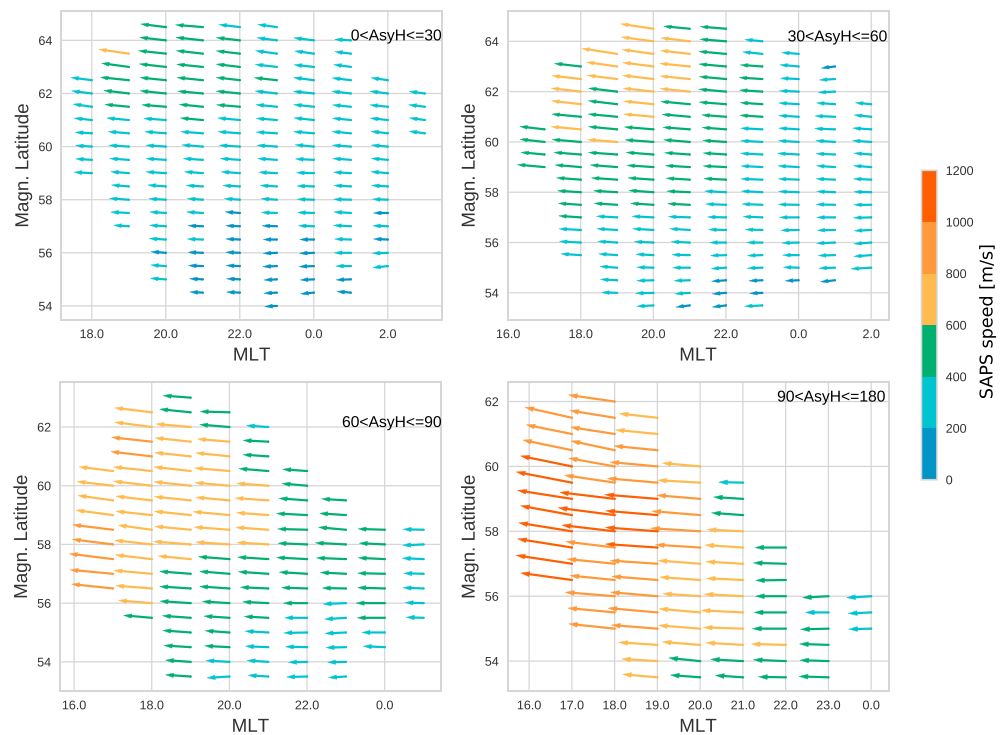 0<AsyH<=30
64
62
60
58
56
54
Magn. Latitude
18.0 20.0 22.0 0.0 2.0
MLT
30<AsyH<=60
64
62
60
58
56
54
Magn. Latitude
16.0 18.0 20.0 22.0 0.0 2.0
MLT
60<AsyH<=90
62
60
58
56
54
Magn. Latitude
16.0 18.0 20.0 22.0 0.0
MLT
90<AsyH<=180
62
60
58
56
54
Magn. Latitude
16.0 17.0 18.0 19.0 20.0 21.0 22.0 23.0 0.0
MLT
1200
1000
800
600
400
200
0
SAPS speed [m/s]